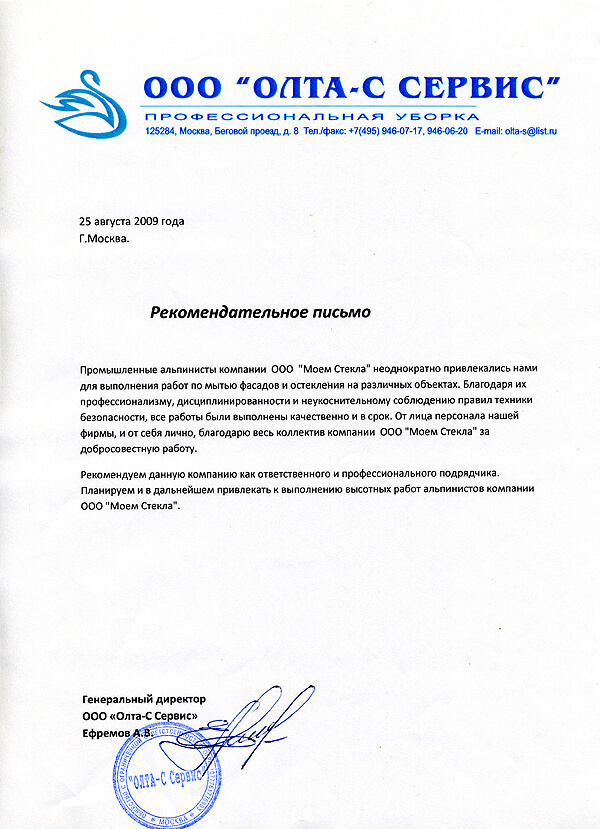 ООО “ОЛТА-С СЕРВИС”
ПРОФЕССИОНАЛЬНАЯ УБОРКА
125284, Москва, Беговой проезд, д. 8 Тел./факс: +7(495) 946-07-17, 946-06-20 E-mail: olta-s@list.ru
25 августа 2009 года
Г.Москва.
Рекомендательное письмо
Промышленные альпинисты компании ООО "Моем Стекла" неоднократно привлекались нами
для выполнения работ по мытью фасадов и остекления на различных объектах. Благодаря их
профессионализму, дисциплинированности и неукоснительному соблюдению правил техники
безопасности, все работы были выполнены качественно и в срок. От лица персонала нашей
фирмы, и от себя лично, благодарю весь коллектив компании ООО "Моем Стекла" за
добросовестную работу.
Рекомендуем данную компанию как ответственного и профессионального подрядчика.
Планируем и в дальнейшем привлекать к выполнению высотных работ альпинистов компании
ООО "Моем Стекла".
Генеральный директор
ООО «Олта-С Сервис»
Ефремов А.В.
"ОЛТА-С Сервис"
МОСКВА